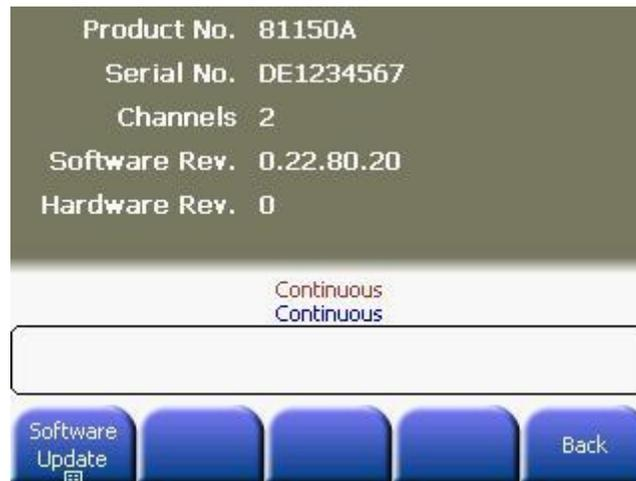 Product No. 81150A
Serial No. DE1234567
Channels 2
Software Rev. 0.22.80.20
Hardware Rev. 0
Continuous
Continuous
Software
Update
Back